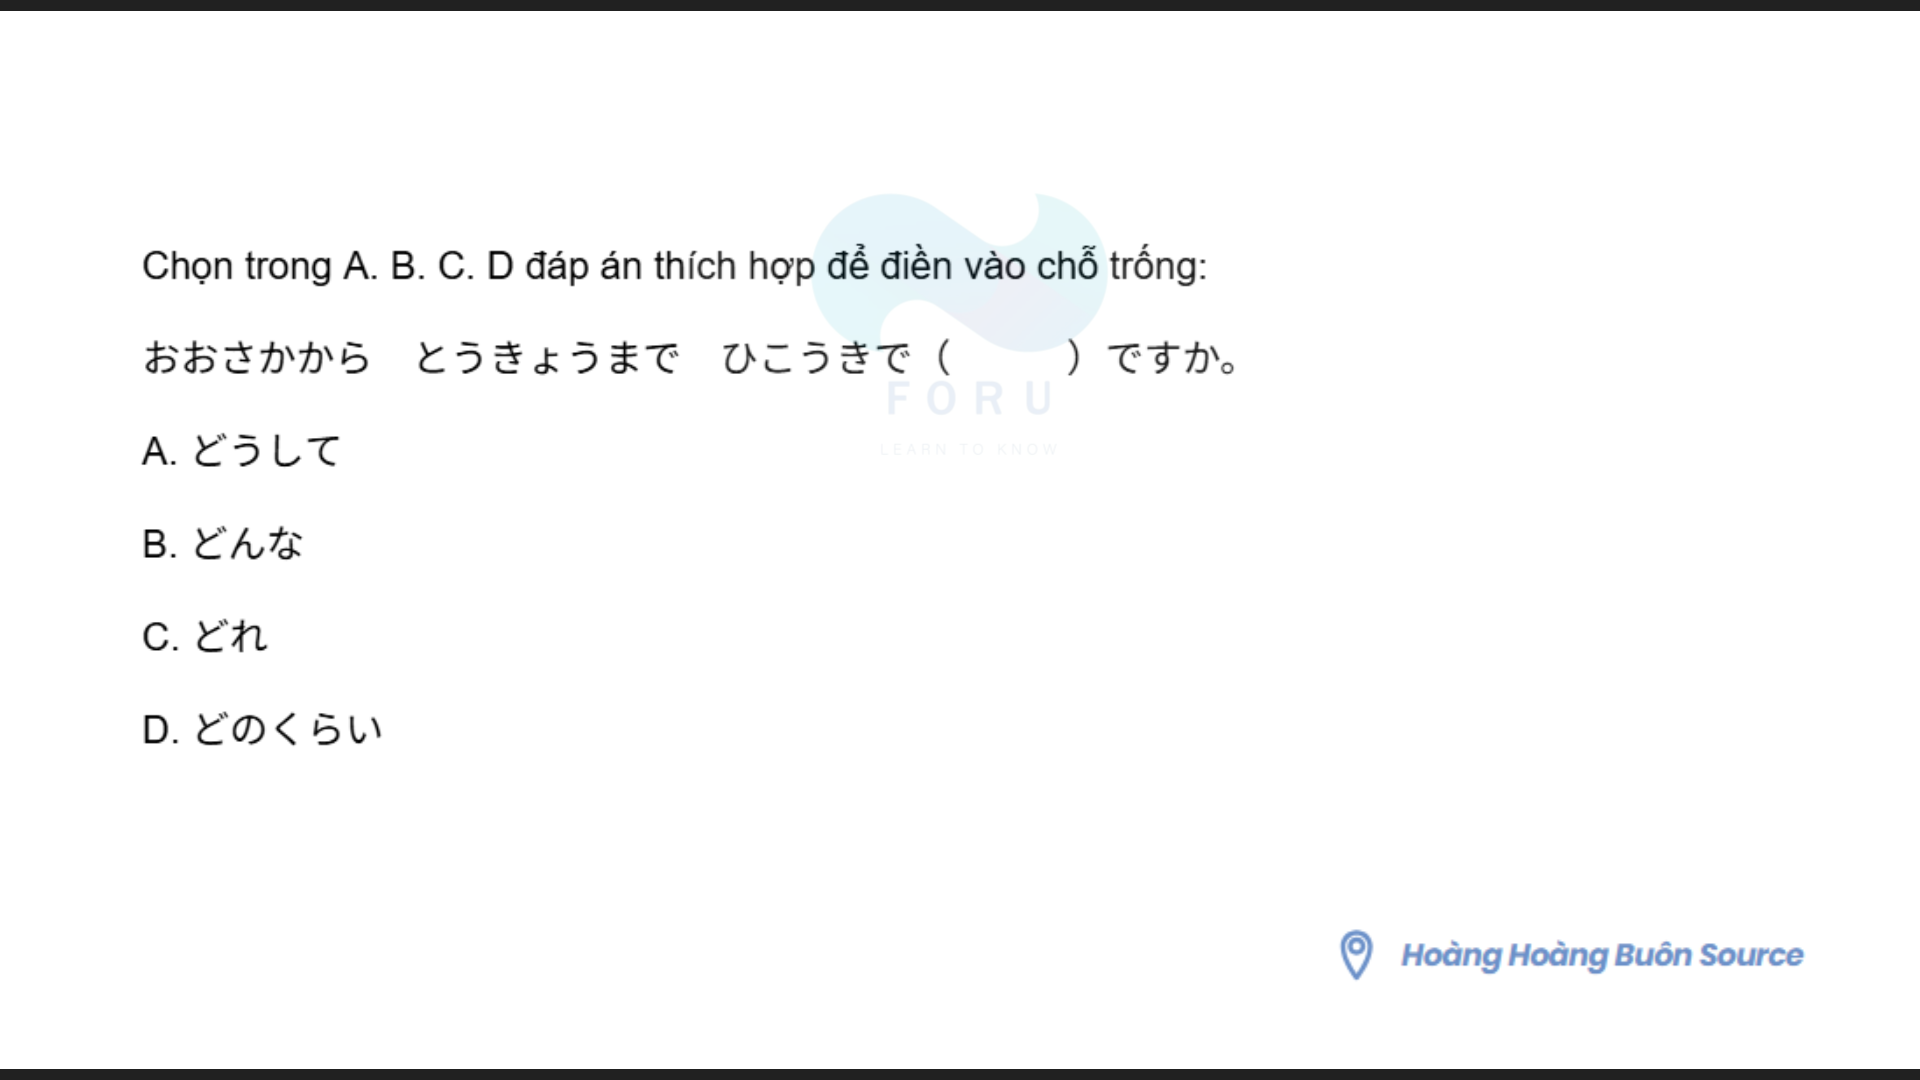 Chọn trong A. B. C. D đáp án thích hợp để điền vào chỗ trống:
おおさかから　とうきょうまで　ひこうきで（　　　）ですか。
FORU
LEARN TO KNOW
A. どうして
B. どんな
C. どれ
D. どのくらい
Hoàng Hoàng Buôn Source